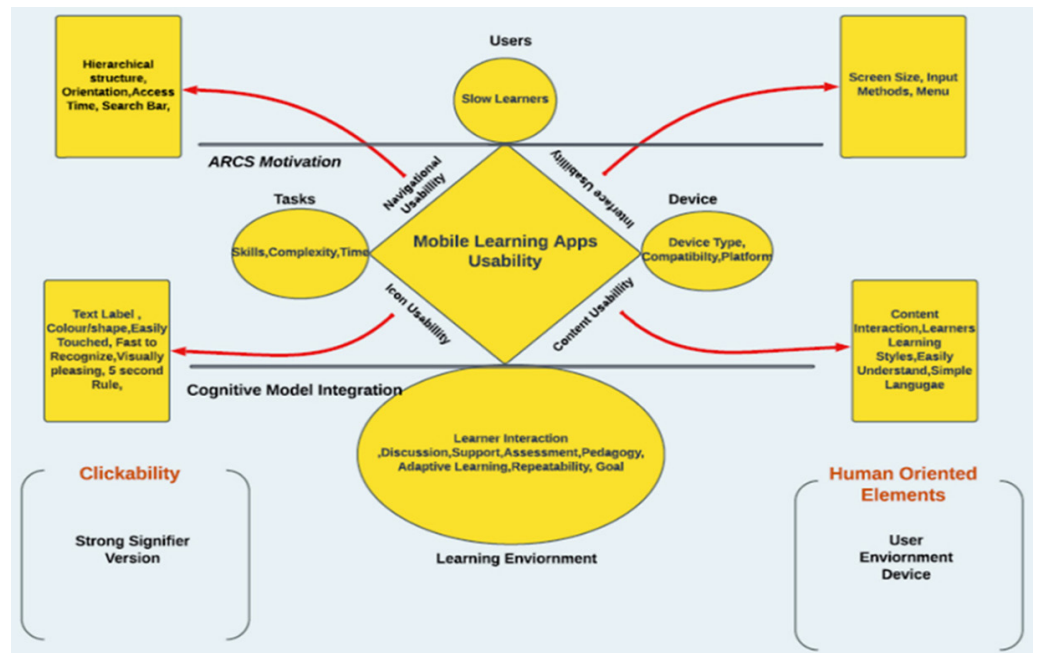 Users
Slow Learners
Hierarchical
structure,
Orientation,Access
Time, Search Bar,
Screen Size, Input
Methods, Menu
ARCS Motivation
Navigational
Usability
Interface Usabiliity
Tasks
Skills,Complexity,Time
Mobile Learning Apps
Usability
Device
Device Type,
Compatibilty,Platform
Icon Usabillity
Content Usability
Text Label ,
Colour/shape,Easily
Touched, Fast to
Recognize,Visually
pleasing, 5 second
Rule,
Content
Interaction,Learners
Learning
Styles,Easily
Understand,Simple
Langugae
Cognitive Model Integration
Learner Interaction
,Discussion,Support,Assessment,Pedagogy,
Adaptive Learning,Repeatability, Goal
Learning Enviornment
Clickability
Strong Signifier
Version
Human Oriented
Elements
User
Enviornment
Device